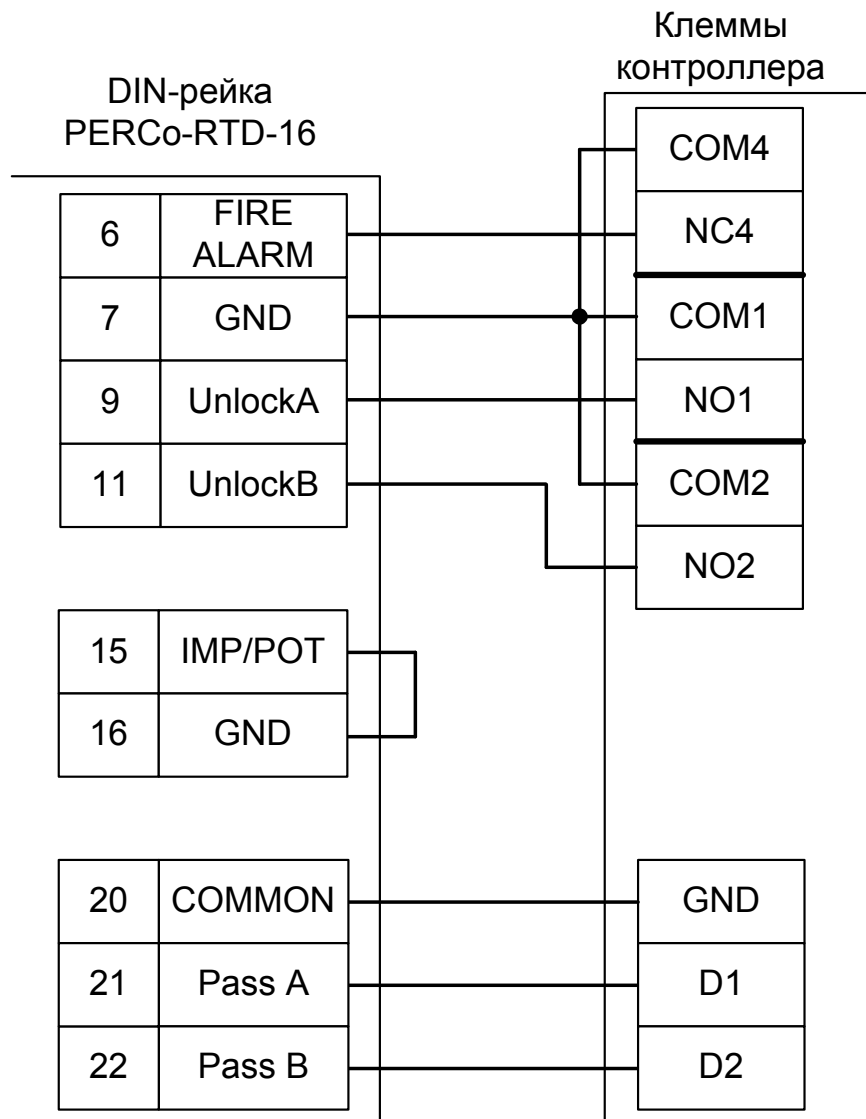 Клеммы
контроллера
DIN-рейка
PERCo-RTD-16
6 FIRE
ALARM
7 GND
9 UnlockA
11 UnlockB
COM4
NC4
COM1
NO1
COM2
NO2
15 IMP/POT
16 GND
20 COMMON
21 Pass A
22 Pass B
GND
D1
D2